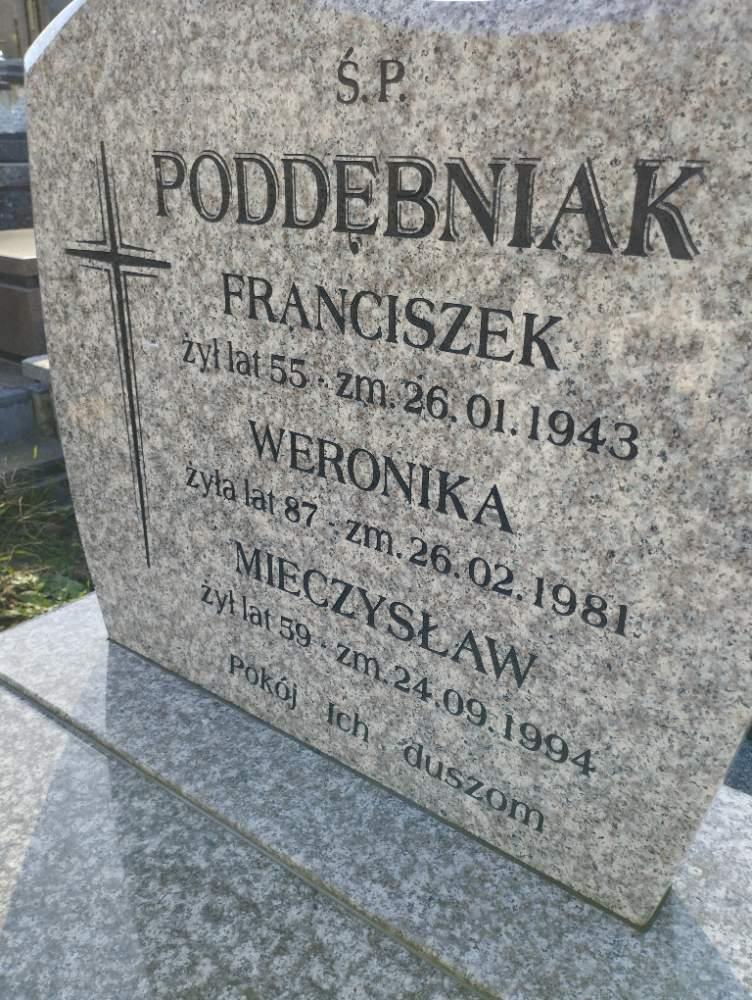 Ś.P.
PODDĘBNIAK
FRANCISZEK
żył lat 55 - zm. 26.01.1943
WERONIKA
żyła lat 87 - zm. 26.02.1981
MIECZYSŁAW
żył lat 59 - zm. 24.09.1994
Pokój Ich duszom